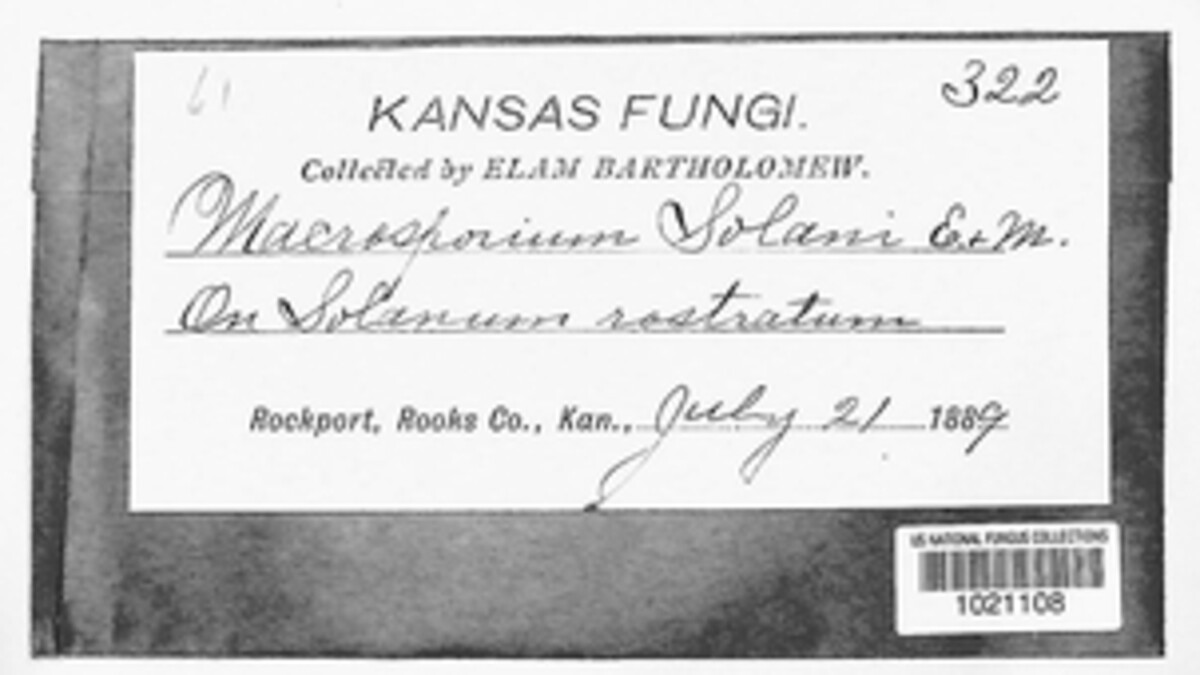 61
322
KANSAS FUNGI.
Collected by ELAM BARTHOLOMEW.
Macrosporium Solani E. & M.
On Solanum rostratum
Rockport, Rooks Co., Kan., July 21 1889
US NATIONAL FUNGUS COLLECTIONS
1021108